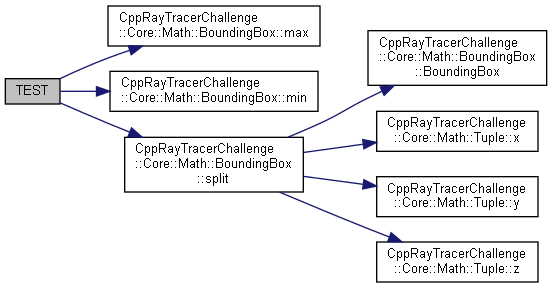 TEST
CppRayTracerChallenge
::Core::Math::BoundingBox::max
CppRayTracerChallenge
::Core::Math::BoundingBox::min
CppRayTracerChallenge
::Core::Math::BoundingBox
::split
CppRayTracerChallenge
::Core::Math::BoundingBox
::BoundingBox
CppRayTracerChallenge
::Core::Math::Tuple::x
CppRayTracerChallenge
::Core::Math::Tuple::y
CppRayTracerChallenge
::Core::Math::Tuple::z